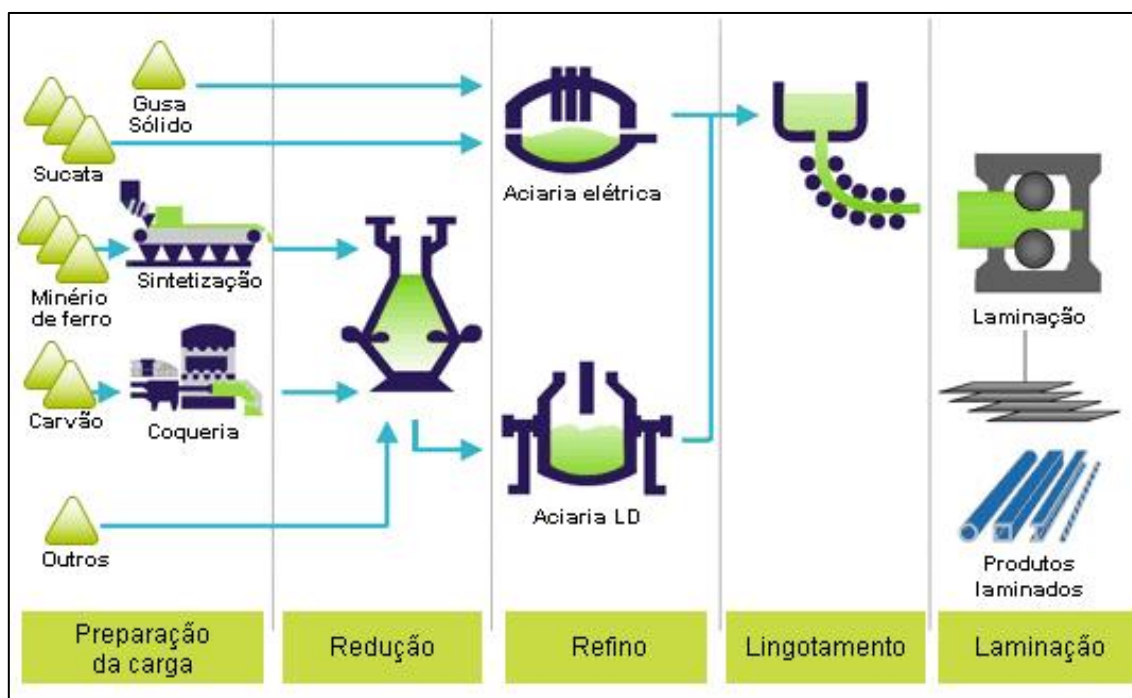 Gusa
Sólido
Sucata
Minério
de ferro
Sintetização
Carvão
Coqueria
Outros
Aciaria elétrica
Aciaria LD
Laminação
Produtos
laminados
Preparação
da carga
Redução
Refino
Lingotamento
Laminação